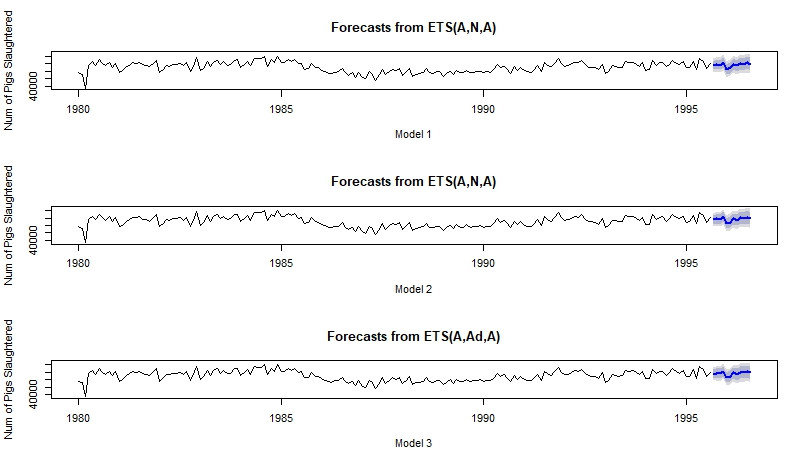 Forecasts from ETS(A,N,A)
Num of Pigs Slaughtered
40000
1980 1985 1990 1995
Model 1
Forecasts from ETS(A,N,A)
Num of Pigs Slaughtered
40000
1980 1985 1990 1995
Model 2
Forecasts from ETS(A,Ad,A)
Num of Pigs Slaughtered
40000
1980 1985 1990 1995
Model 3